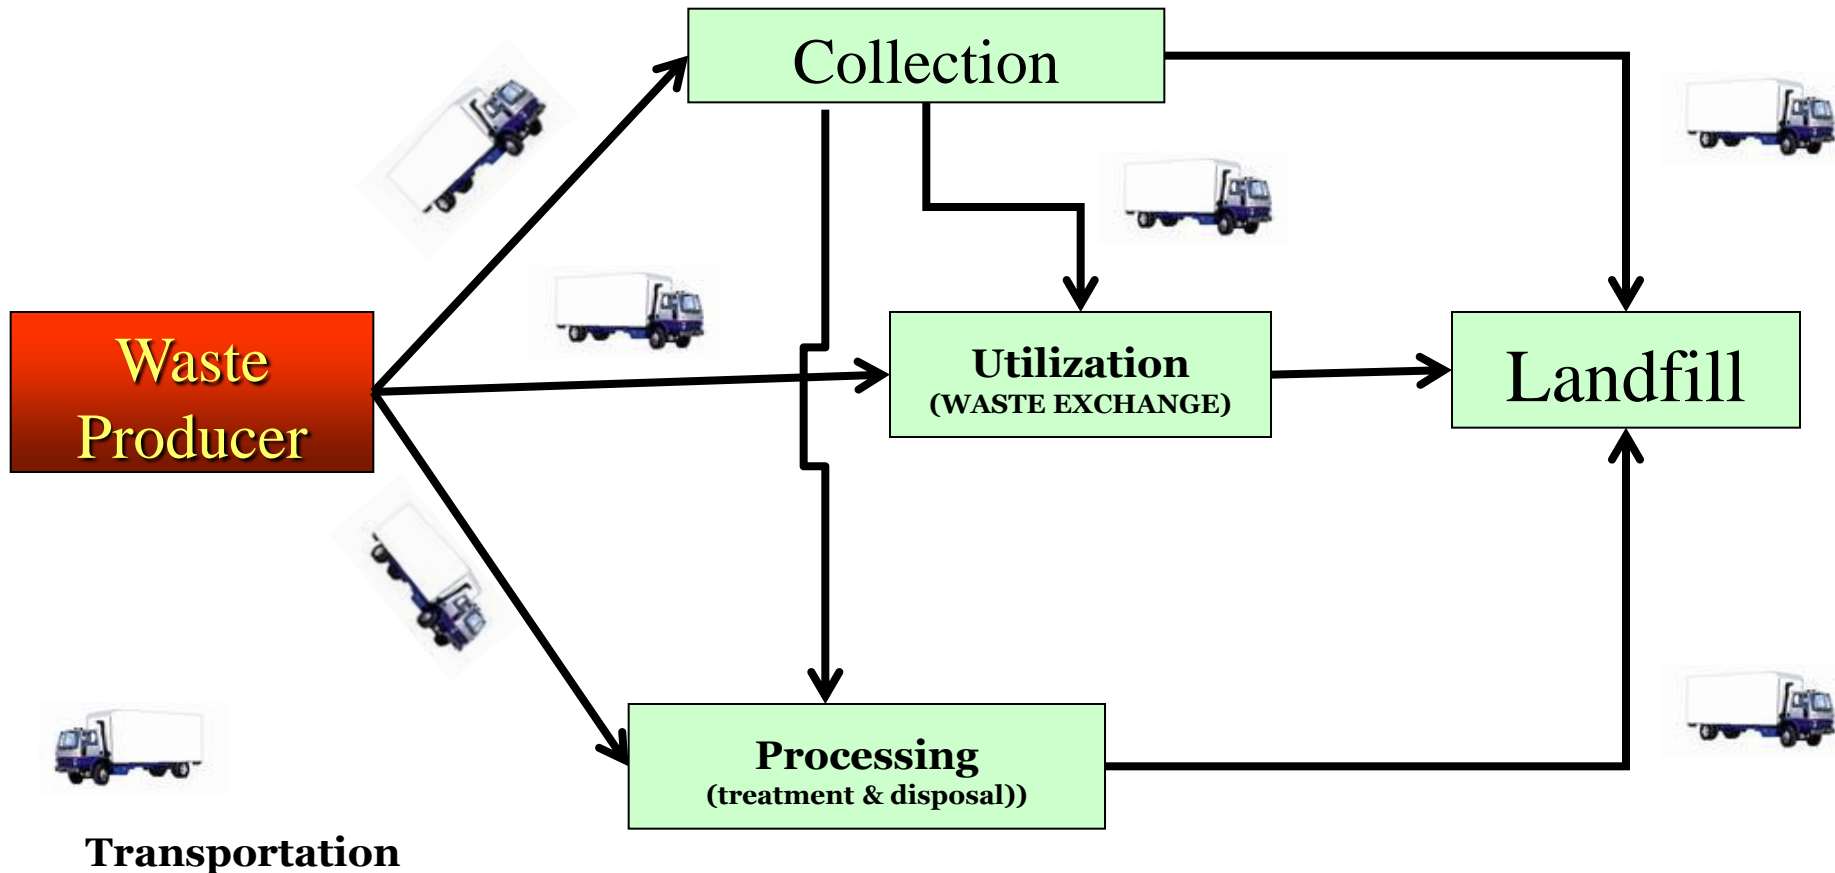 Collection
Waste
Producer
Utilization
(WASTE EXCHANGE)
Landfill
Processing
(treatment & disposal))
Transportation